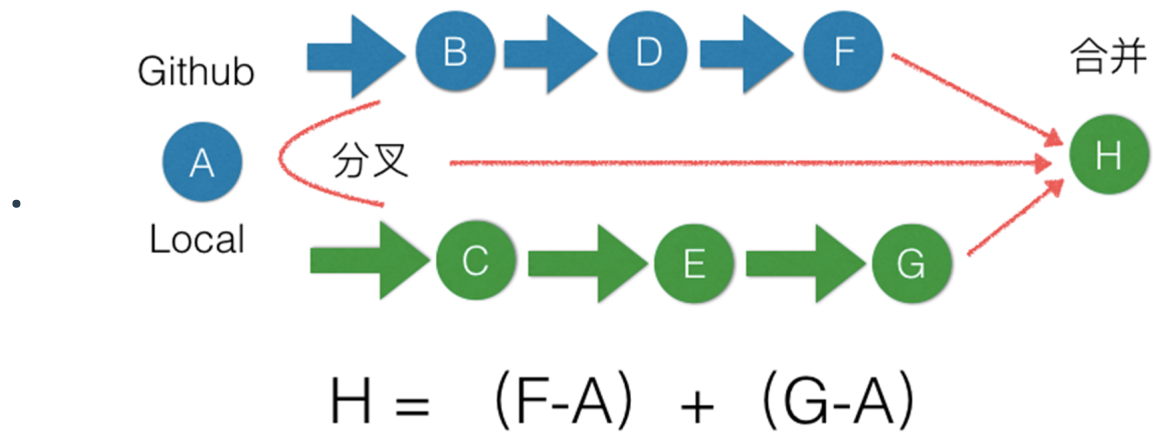 Github
B
D
F
合并
A
分叉
H
Local
C
E
G
H = (F-A) + (G-A)